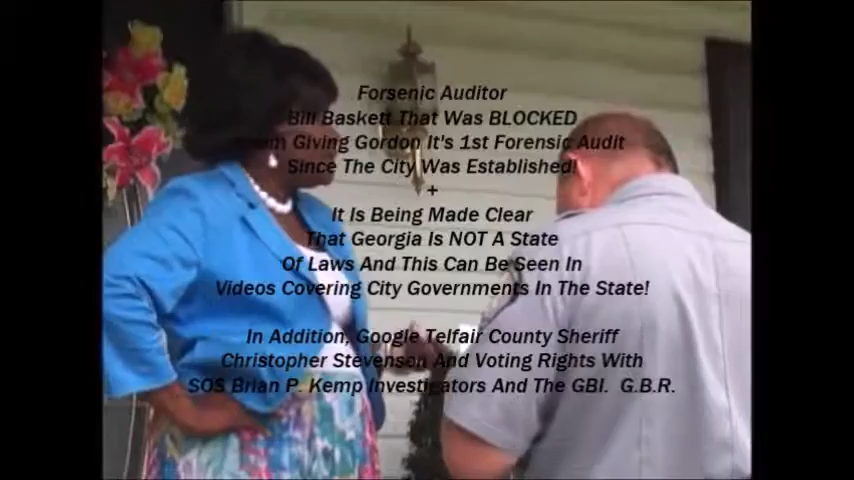 Forsenic Auditor
Bill Baskett That Was BLOCKED
From Giving Gordon It's 1st Forensic Audit
Since The City Was Established!
+
It Is Being Made Clear
That Georgia Is NOT A State
Of Laws And This Can Be Seen In
Videos Covering City Governments In The State!
In Addition, Google Telfair County Sheriff
Christopher Stevenson And Voting Rights With
SOS Brian P. Kemp Investigators And The GBI. G.B.R.